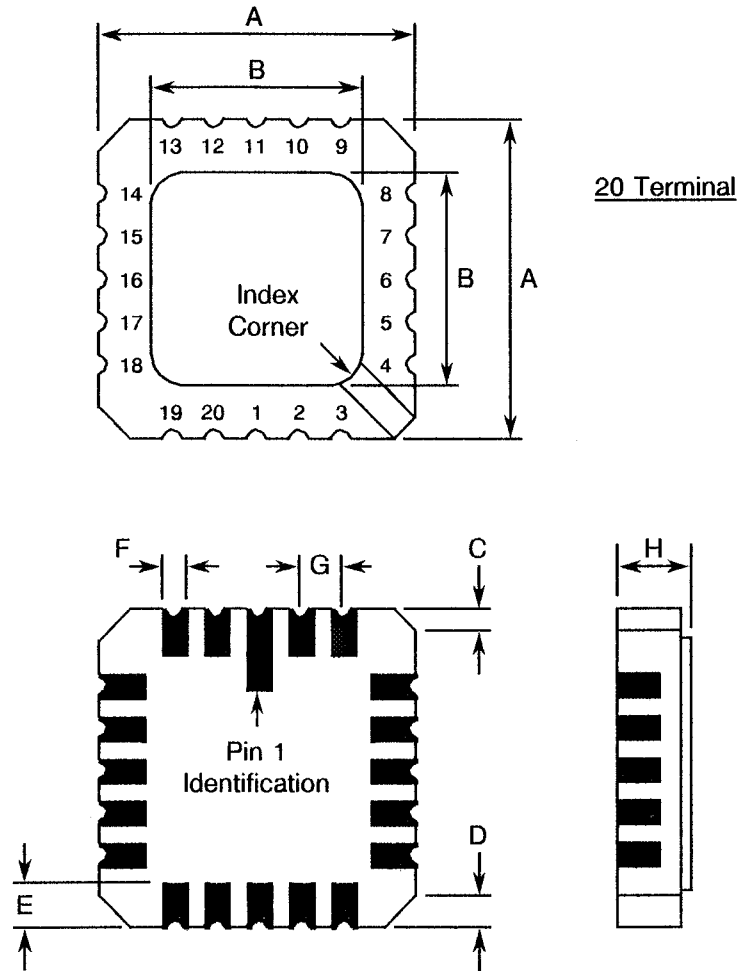 A
B
13 12 11 10 9
20 Terminal
14 8
15 7
16 6
17 5
18 4
B A
Index
Corner
19 20 1 2 3
F G C H
Pin 1
Identification
D
E